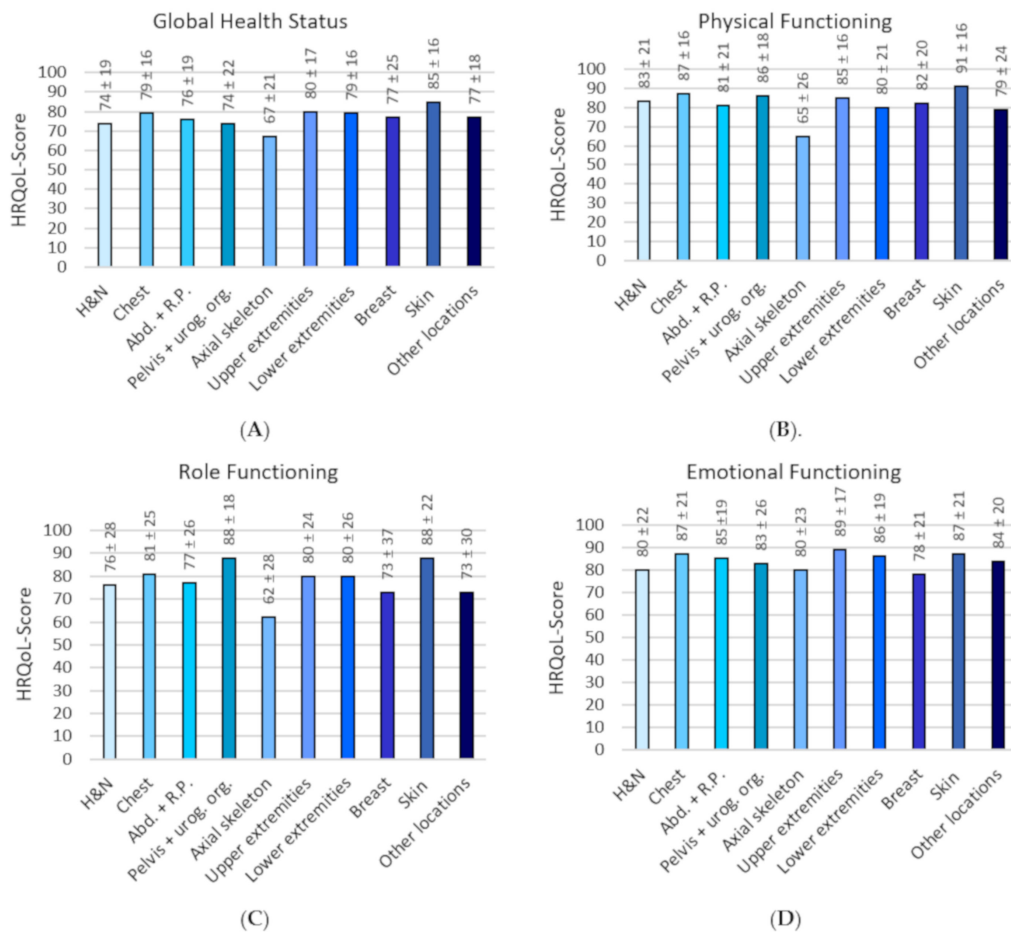 Global Health Status
HRQoL-Score
100
90
80
70
60
50
40
30
20
10
0
74 ± 19
79 ± 16
76 ± 19
74 ± 22
67 ± 21
80 ± 17
79 ± 16
77 ± 25
85 ± 16
77 ± 18
H&N
Chest
Abd. + R.P.
Pelvis + urog. org.
Axial skeleton
Upper extremities
Lower extremities
Breast
Skin
Other locations
(A)
Physical Functioning
HRQoL-Score
100
90
80
70
60
50
40
30
20
10
0
83 ± 21
87 ± 16
81 ± 21
86 ± 18
65 ± 26
85 ± 16
80 ± 21
82 ± 20
91 ± 16
79 ± 24
H&N
Chest
Abd. + R.P.
Pelvis + urog. org.
Axial skeleton
Upper extremities
Lower extremities
Breast
Skin
Other locations
(B).
Role Functioning
HRQoL-Score
100
90
80
70
60
50
40
30
20
10
0
76 ± 28
81 ± 25
77 ± 26
88 ± 18
62 ± 28
80 ± 24
80 ± 26
73 ± 37
88 ± 22
73 ± 30
H&N
Chest
Abd. + R.P.
Pelvis + urog. org.
Axial skeleton
Upper extremities
Lower extremities
Breast
Skin
Other locations
(C)
Emotional Functioning
HRQoL-Score
100
90
80
70
60
50
40
30
20
10
0
80 ± 22
87 ± 21
85 ±19
83 ± 26
80 ± 23
89 ± 17
86 ± 19
78 ± 21
87 ± 21
84 ± 20
H&N
Chest
Abd. + R.P.
Pelvis + urog. org.
Axial skeleton
Upper extremities
Lower extremities
Breast
Skin
Other locations
(D)